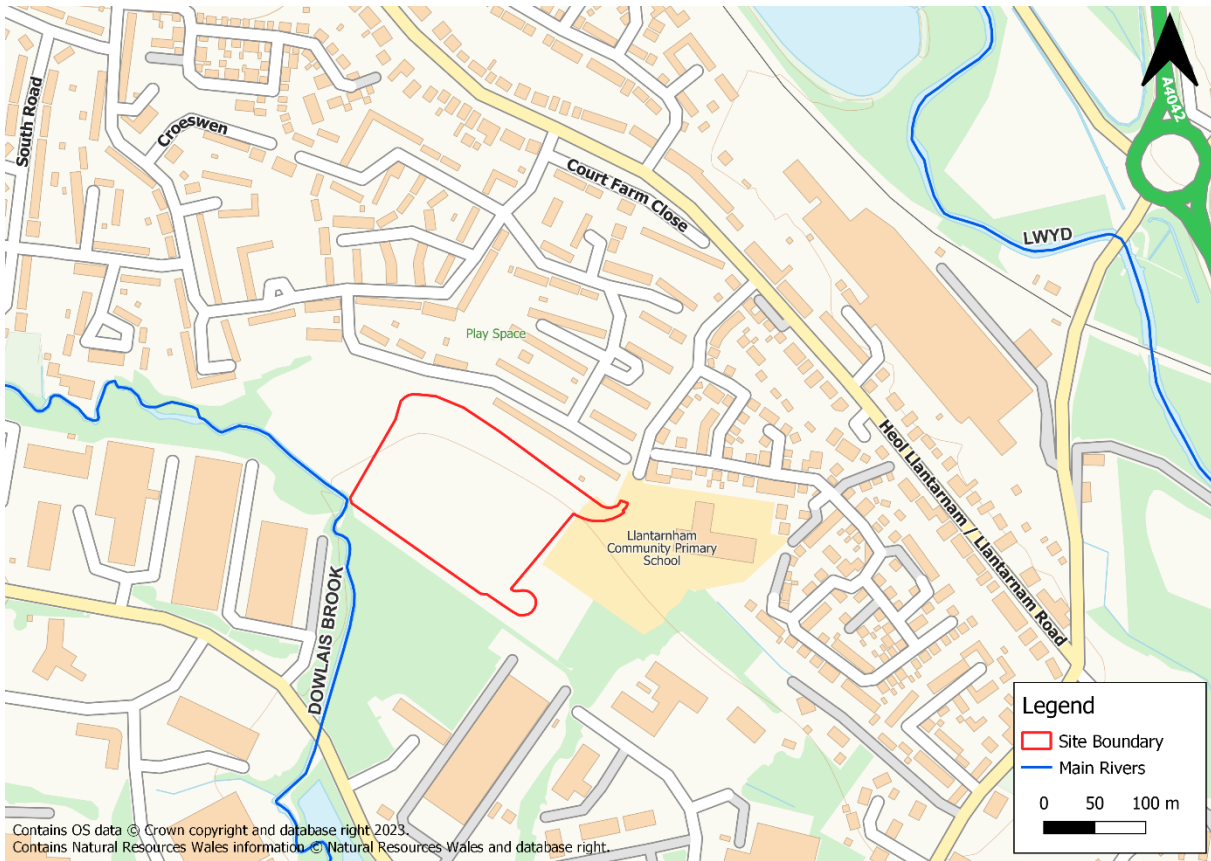 A4042
South Road
Croeswen
Court Farm Close
LWYD
Play Space
Heol Llantarnam / Llantarnam Road
Llantarnham
Community Primary
School
DOWLAIS BROOK
Legend
Site Boundary
Main Rivers
0 50 100 m
Contains OS data © Crown copyright and database right 2023.
Contains Natural Resources Wales information © Natural Resources Wales and database right.